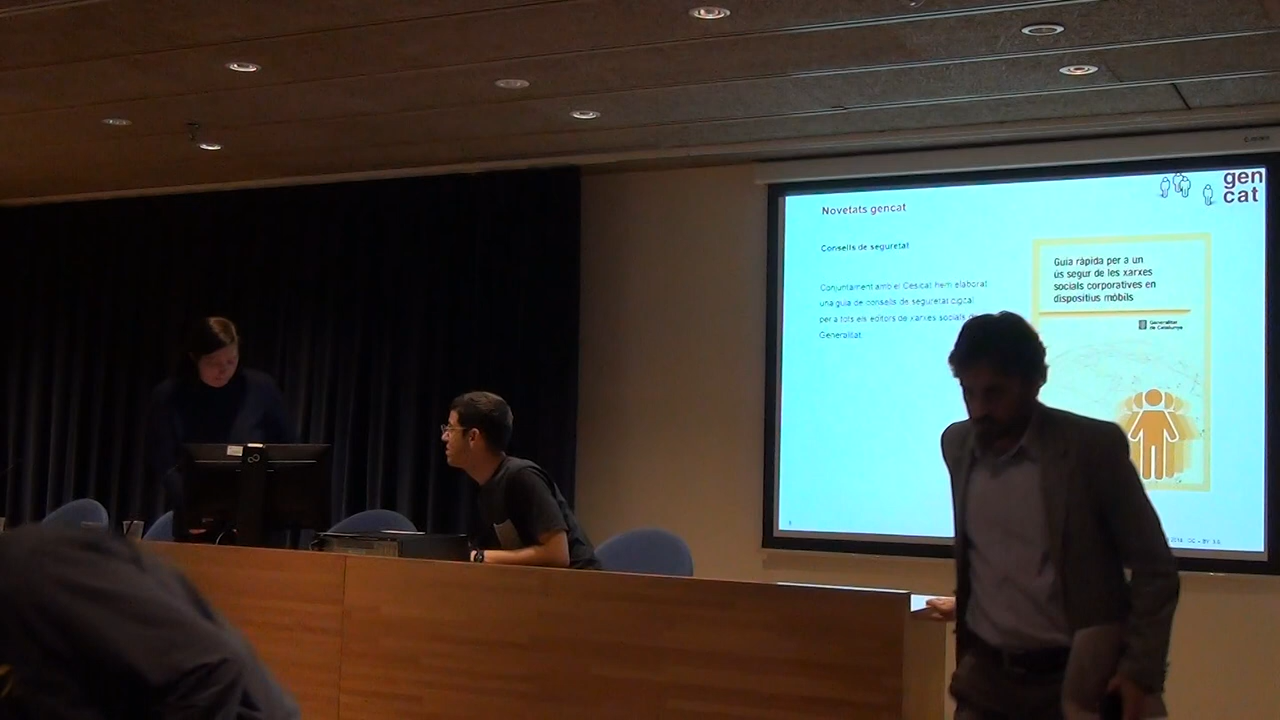 gen
cat
Novetats gencat
Consells de seguretat
Conjuntament amb el Cesicat hem elaborat
una guia de consells de seguretat digital
per a tots els editors de xarxes socials de
Generalitat.
Guia ràpida per a un
ús segur de les xarxes
socials corporatives en
dispositius mòbils
Generalitat
de Catalunya